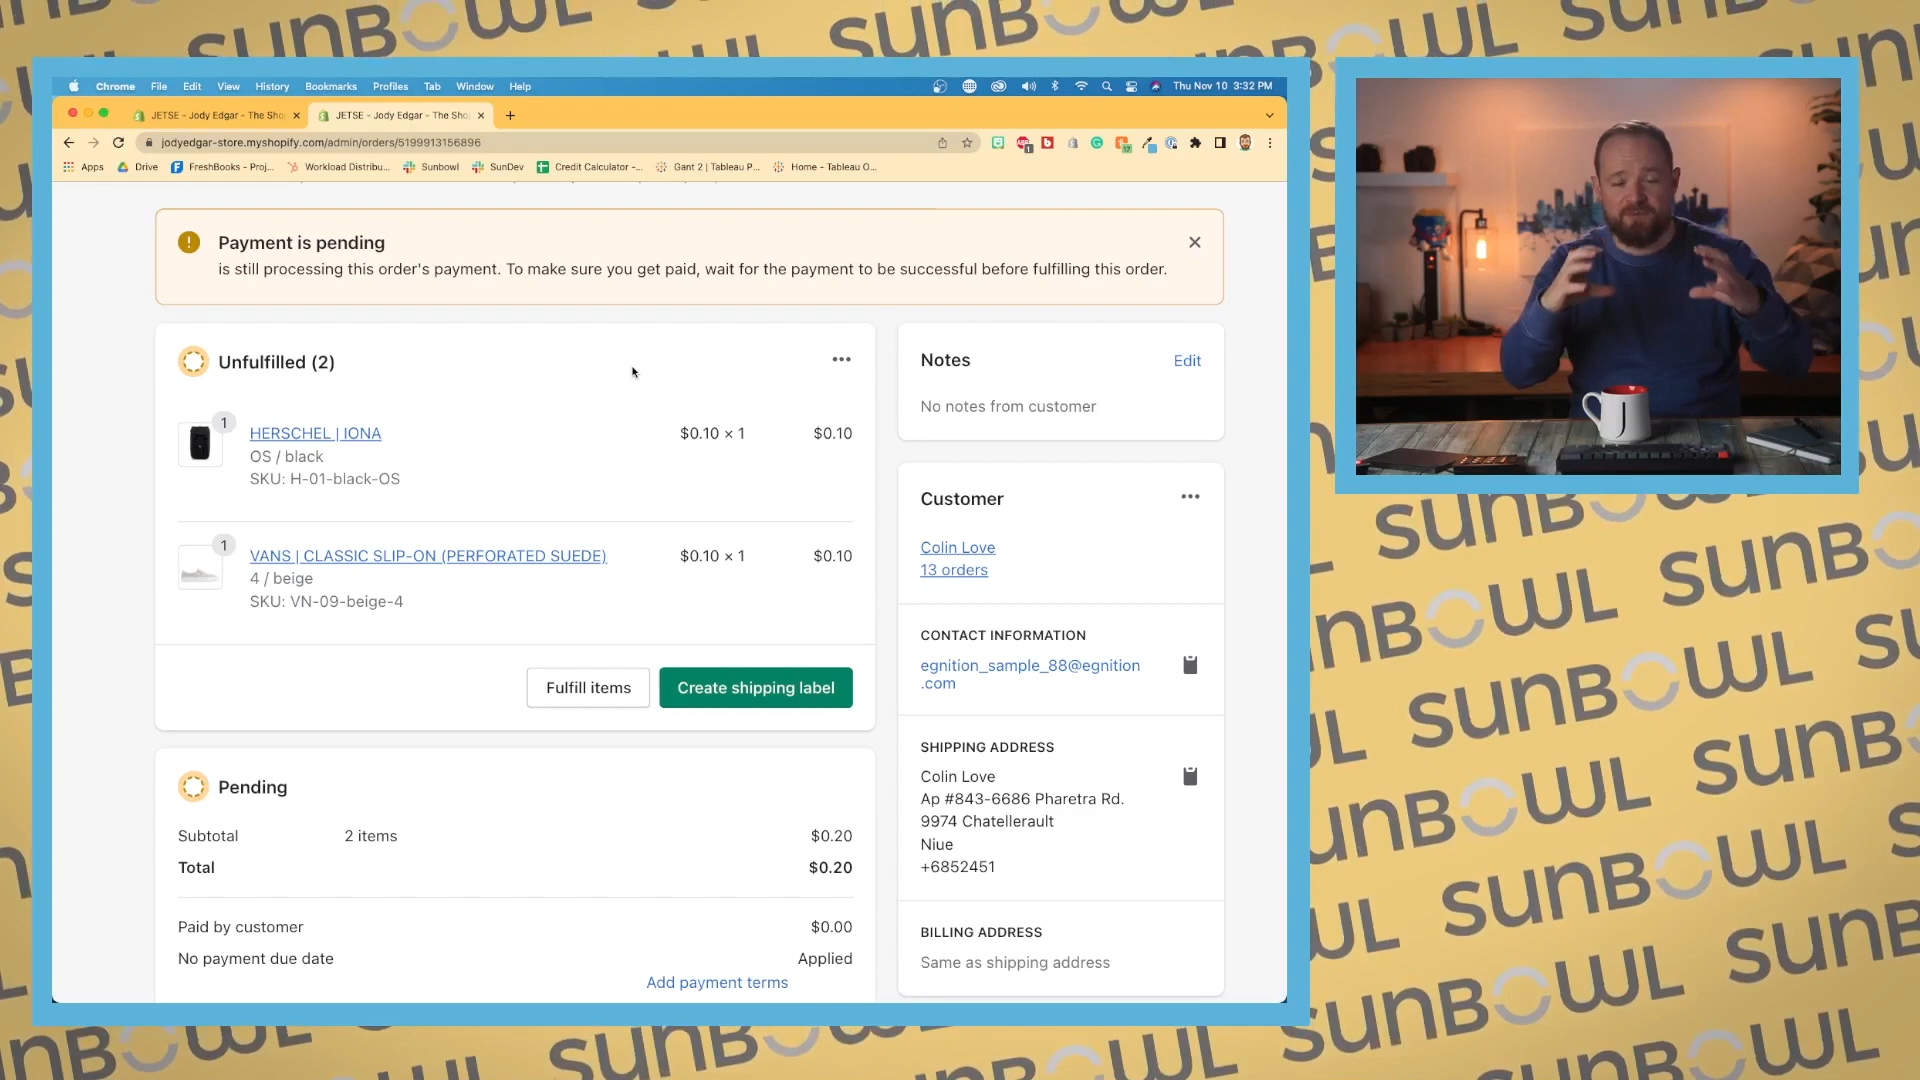 SUNBOWL
Chrome File Edit View History Bookmarks Profiles Tab Window Help
Thu Nov 10 3:32 PM
JETSE - Jody Edgar - The Sho
JETSE - Jody Edgar - The Sho
jodyedgar-store.myshopify.com/admin/orders/5199913156896
Apps
Drive
FreshBooks - Proj...
Workload Distribu...
Sunbowl
SunDev
Credit Calculator -...
Gant 2 | Tableau P...
Home - Tableau O...
Payment is pending
is still processing this order's payment. To make sure you get paid, wait for the payment to be successful before fulfilling this order.
Unfulfilled (2)
1
HERSCHEL | IONA
$0.10 × 1
$0.10
OS / black
SKU: H-01-black-OS
1
VANS | CLASSIC SLIP-ON (PERFORATED SUEDE)
$0.10 × 1
$0.10
4 / beige
SKU: VN-09-beige-4
Fulfill items
Create shipping label
Pending
Subtotal 2 items $0.20
Total $0.20
Paid by customer $0.00
No payment due date Applied
Add payment terms
Notes
Edit
No notes from customer
Customer
Colin Love
13 orders
CONTACT INFORMATION
egnition_sample_88@egnition
.com
SHIPPING ADDRESS
Colin Love
Ap #843-6686 Pharetra Rd.
9974 Chatellerault
Niue
+6852451
BILLING ADDRESS
Same as shipping address
J